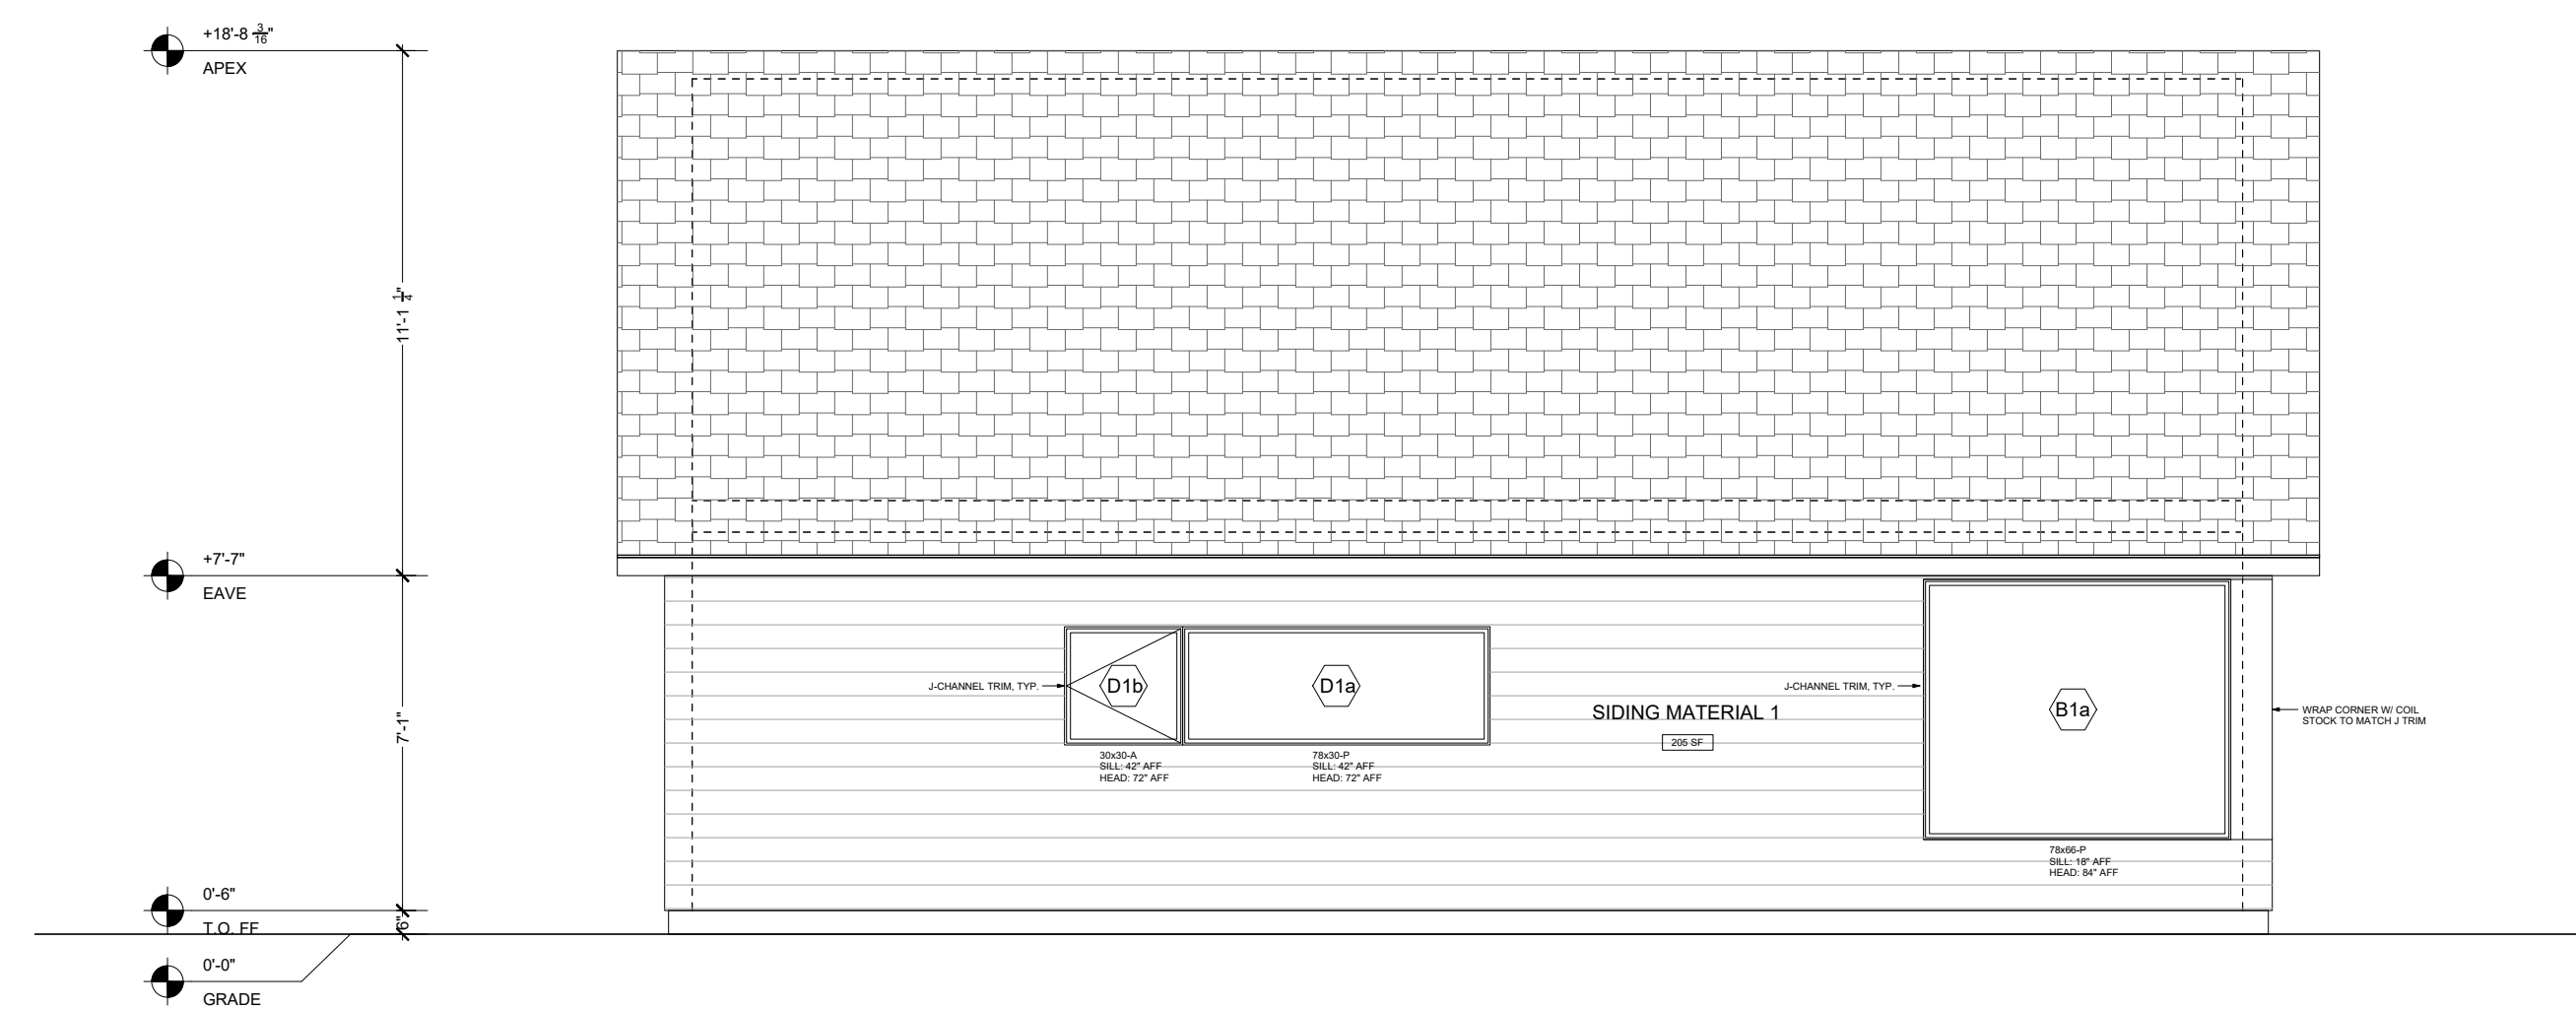 +18'-8 3/16"
APEX
11'-1 1/4"
+7'-7"
EAVE
7'-1"
0'-6"
T.O. FF
6"
0'-0"
GRADE
J-CHANNEL TRIM, TYP.
D1b
30x30-A
SILL: 42" AFF
HEAD: 72" AFF
D1a
78x30-P
SILL: 42" AFF
HEAD: 72" AFF
SIDING MATERIAL 1
205 SF
J-CHANNEL TRIM, TYP.
B1a
78x66-P
SILL: 18" AFF
HEAD: 84" AFF
WRAP CORNER W/ COIL
STOCK TO MATCH J TRIM